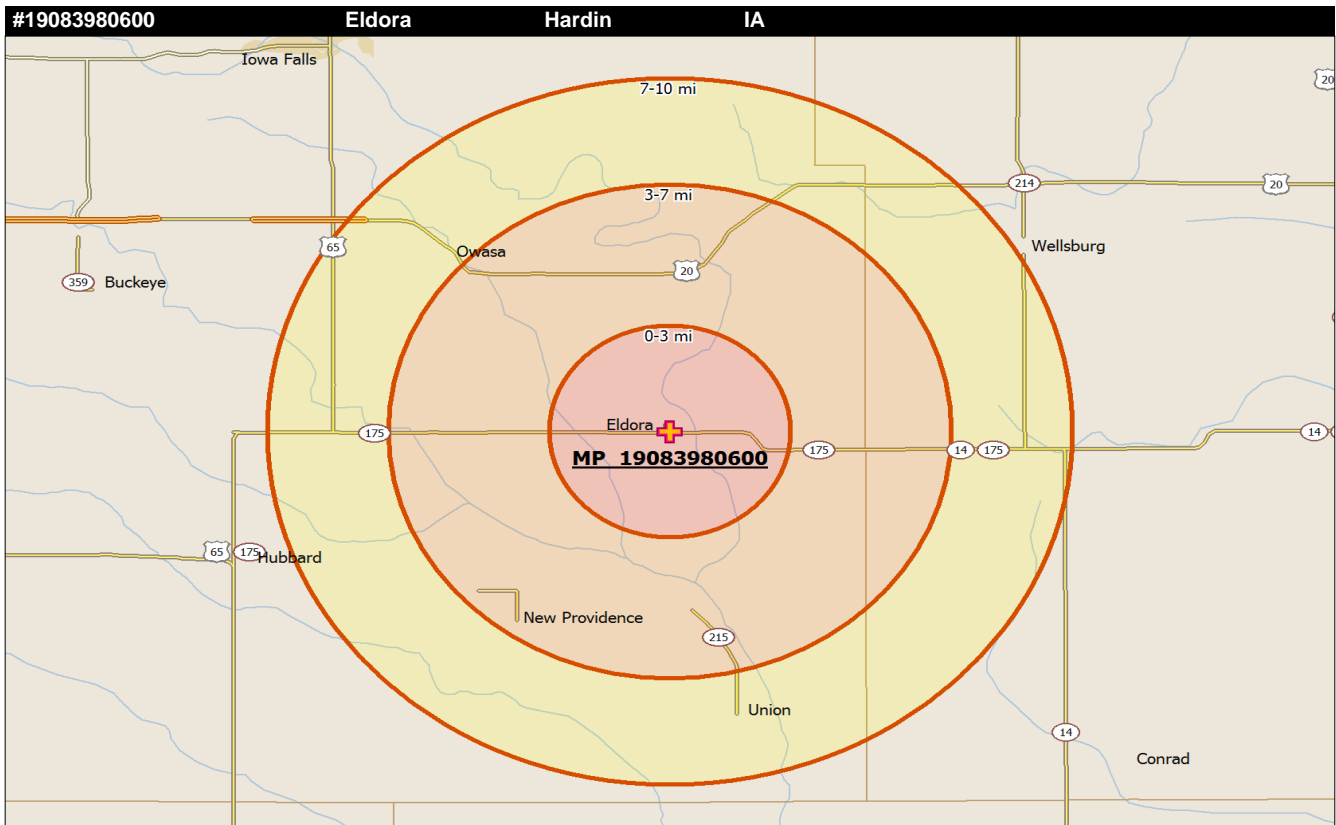 #19083980600 Eldora Hardin IA
Iowa Falls
7-10 mi
20
214
20
3-7 mi
65
Owasa
Wellsburg
20
359
Buckeye
0-3 mi
Eldora
175
14
MP 19083980600
175
14
175
65
175
Hubbard
New Providence
215
Union
14
Conrad